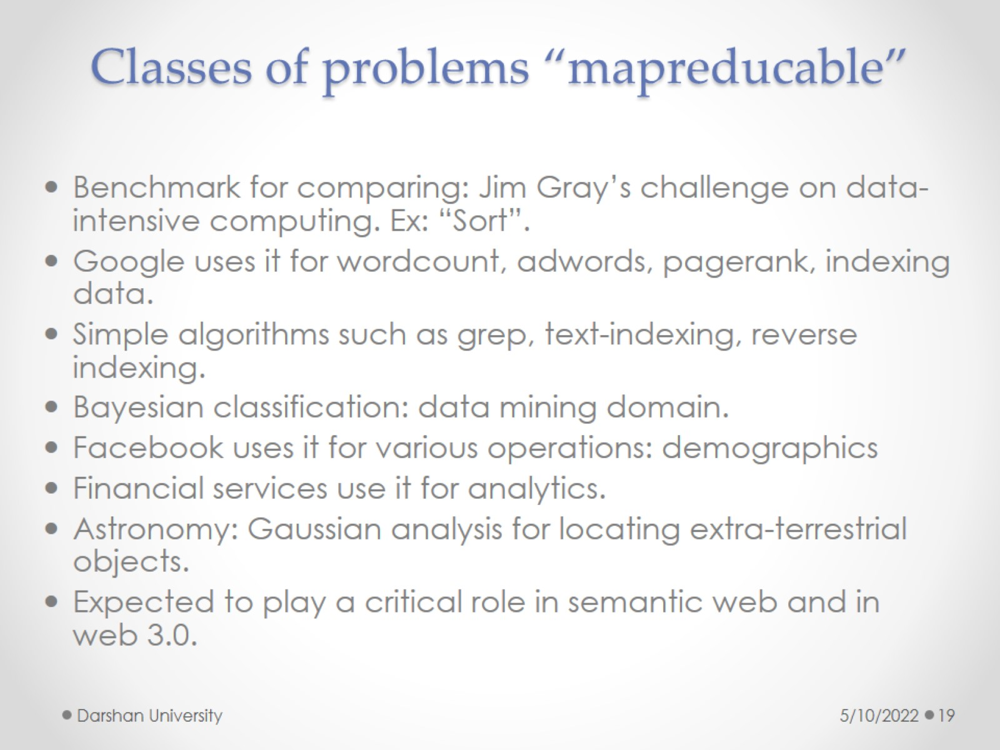 Classes of problems “mapreducable”
• Benchmark for comparing: Jim Gray’s challenge on data-
intensive computing. Ex: “Sort”.
• Google uses it for wordcount, adwords, pagerank, indexing
data.
• Simple algorithms such as grep, text-indexing, reverse
indexing.
• Bayesian classification: data mining domain.
• Facebook uses it for various operations: demographics
• Financial services use it for analytics.
• Astronomy: Gaussian analysis for locating extra-terrestrial
objects.
• Expected to play a critical role in semantic web and in
web 3.0.
• Darshan University
5/10/2022 • 19